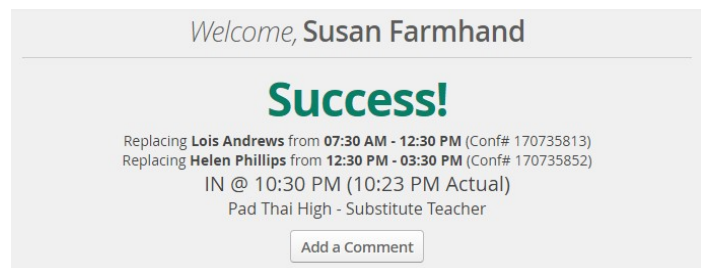 Welcome, Susan Farmhand
Success!
Replacing Lois Andrews from 07:30 AM - 12:30 PM (Conf# 170735813)
Replacing Helen Phillips from 12:30 PM - 03:30 PM (Conf# 170735852)
IN @ 10:30 PM (10:23 PM Actual)
Pad Thai High - Substitute Teacher
Add a Comment